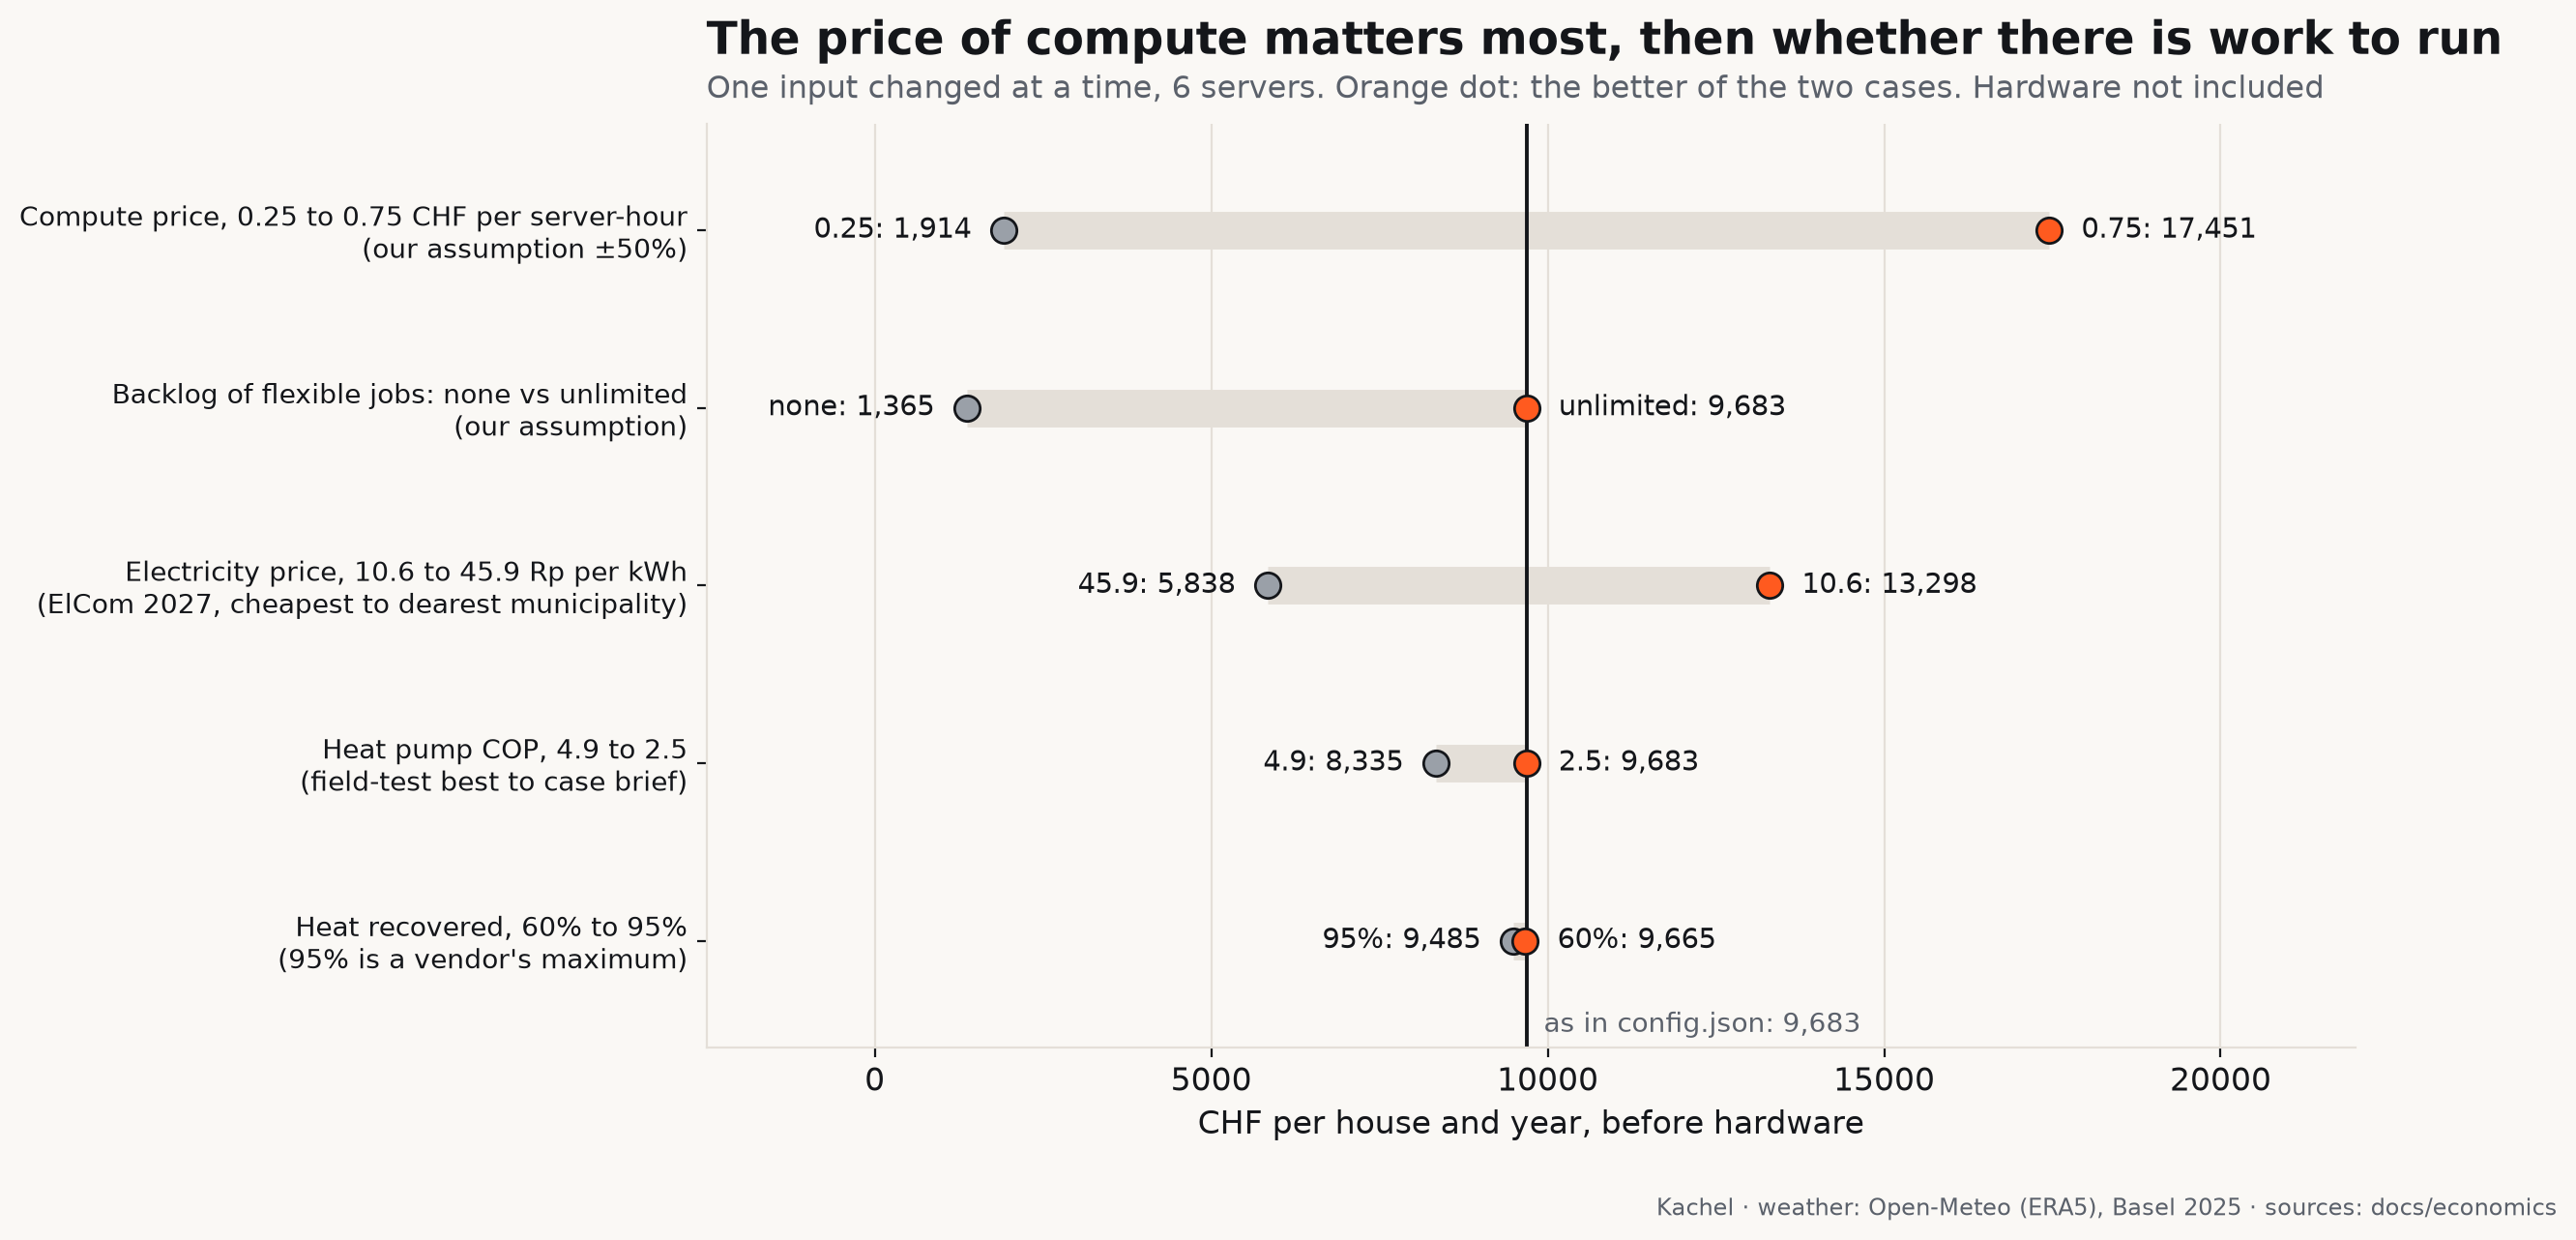 The price of compute matters most, then whether there is work to run
One input changed at a time, 6 servers. Orange dot: the better of the two cases. Hardware not included
Compute price, 0.25 to 0.75 CHF per server-hour
(our assumption ±50%)
0.25: 1,914
0.75: 17,451
Backlog of flexible jobs: none vs unlimited
(our assumption)
none: 1,365
unlimited: 9,683
Electricity price, 10.6 to 45.9 Rp per kWh
(ElCom 2027, cheapest to dearest municipality)
45.9: 5,838
10.6: 13,298
Heat pump COP, 4.9 to 2.5
(field-test best to case brief)
4.9: 8,335
2.5: 9,683
Heat recovered, 60% to 95%
(95% is a vendor's maximum)
95%: 9,485
60%: 9,665
as in config.json: 9,683
0 5000 10000 15000 20000
CHF per house and year, before hardware
Kachel · weather: Open-Meteo (ERA5), Basel 2025 · sources: docs/economics